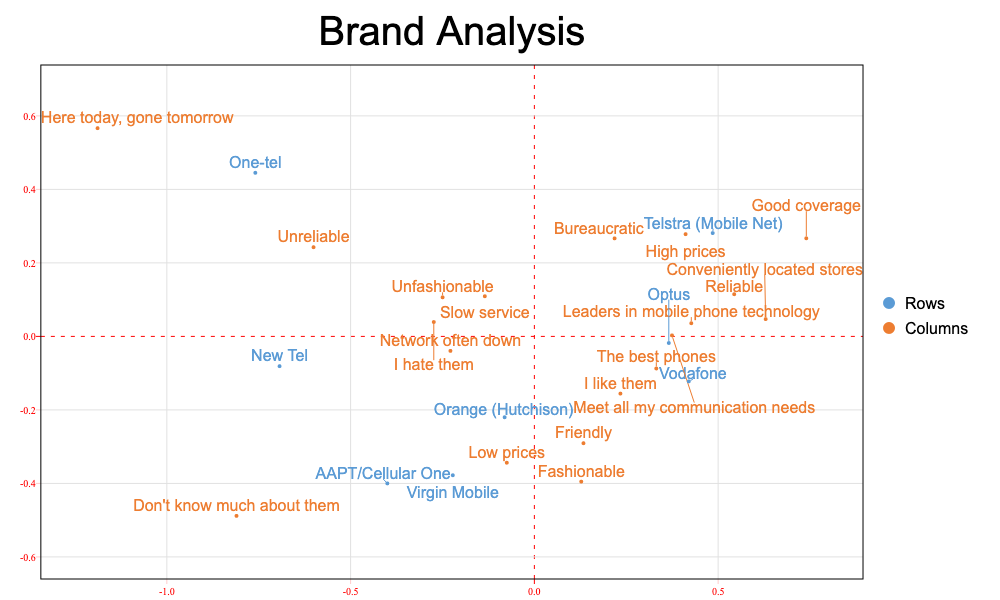 Brand Analysis
0.6
Here today, gone tomorrow
One-tel
0.4
Good coverage
Telstra (Mobile Net)
Bureaucratic
Unreliable
High prices
0.2
Conveniently located stores
Unfashionable
Reliable
Optus
Rows
Slow service
Leaders in mobile phone technology
Columns
0.0
Network often down
New Tel
The best phones
I hate them
Vodafone
I like them
-0.2
Orange (Hutchison)
Meet all my communication needs
Friendly
Low prices
AAPT/Cellular One
Fashionable
-0.4
Virgin Mobile
Don't know much about them
-0.6
-1.0
-0.5
0.0
0.5